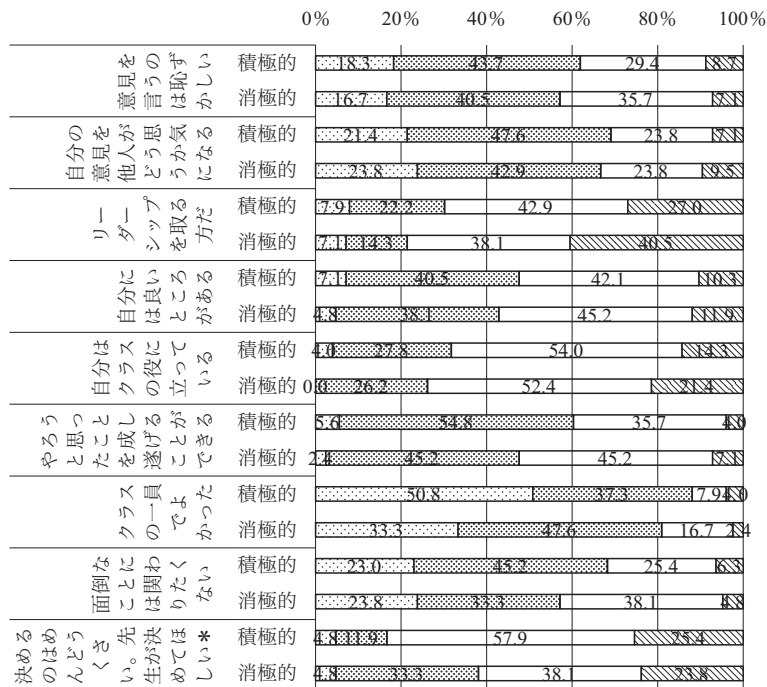 0% 20% 40% 60% 80% 100%
意見を
言うの
は恥ず
かしい
積極的 18.3 43.7 29.4 8.7
消極的 16.7 40.5 35.7 7.1
自分の
意見を
他人が
どう思
うか気
になる
積極的 21.4 47.6 23.8 7.1
消極的 23.8 42.9 23.8 9.5
リー
ダー
シップ
を取る
方だ
積極的 7.9 22.2 42.9 27.0
消極的 7.1 14.3 38.1 40.5
自分に
は良い
ところ
がある
積極的 7.1 40.5 42.1 10.3
消極的 4.8 38.1 45.2 11.9
自分は
クラス
の役に
立って
いる
積極的 4.0 27.8 54.0 14.3
消極的 0.0 26.2 52.4 21.4
やろう
と思っ
たこと
を成し
遂げる
ことが
できる
積極的 5.6 54.8 35.7 4.0
消極的 2.4 45.2 45.2 7.1
クラス
の一員
でよ
かった
積極的 50.8 37.3 7.9 4.0
消極的 33.3 47.6 16.7 2.4
面倒な
ことに
は関わ
りたく
ない
積極的 23.0 45.2 25.4 6.3
消極的 23.8 33.3 38.1 4.8
決める
のはめ
んどう
くさ
い。先
生が決
めてほ
しい*
積極的 4.8 11.9 57.9 25.4
消極的 4.8 33.3 38.1 23.8